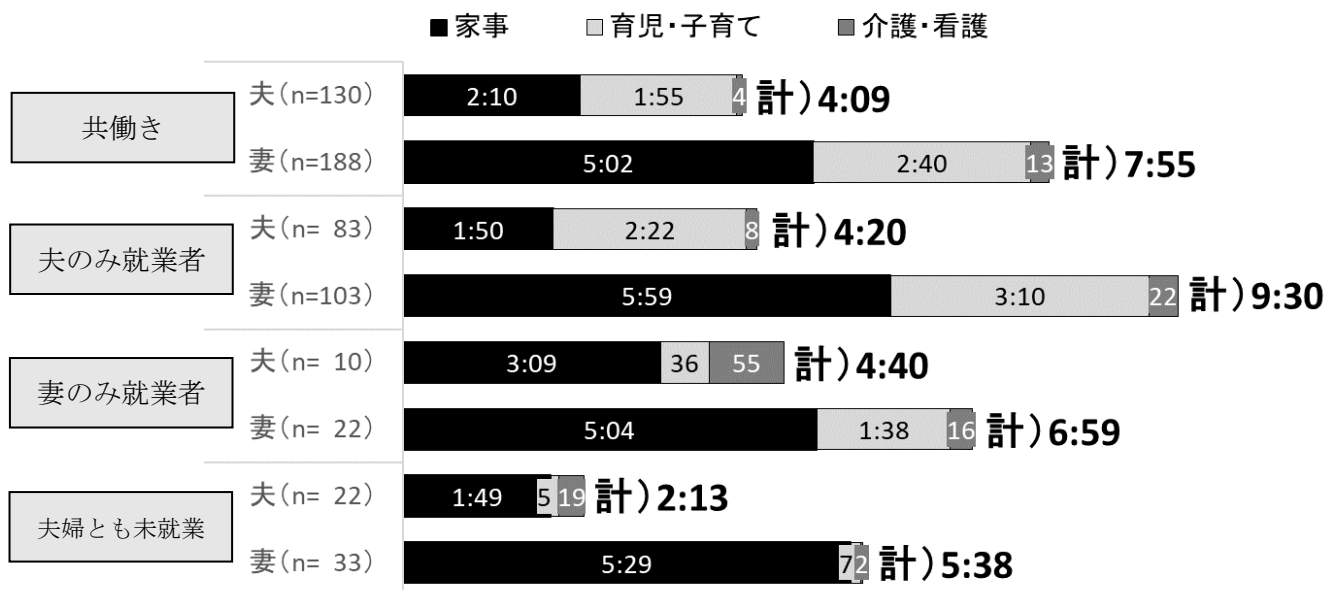 ■家事 □育児・子育て ■介護・看護
共働き
夫(n=130) 2:10 1:55 4 計)4:09
妻(n=188) 5:02 2:40 13 計)7:55
夫のみ就業者
夫(n= 83) 1:50 2:22 8 計)4:20
妻(n=103) 5:59 3:10 22 計)9:30
妻のみ就業者
夫(n= 10) 3:09 36 55 計)4:40
妻(n= 22) 5:04 1:38 16 計)6:59
夫婦とも未就業
夫(n= 22) 1:49 5 19 計)2:13
妻(n= 33) 5:29 7 2 計)5:38